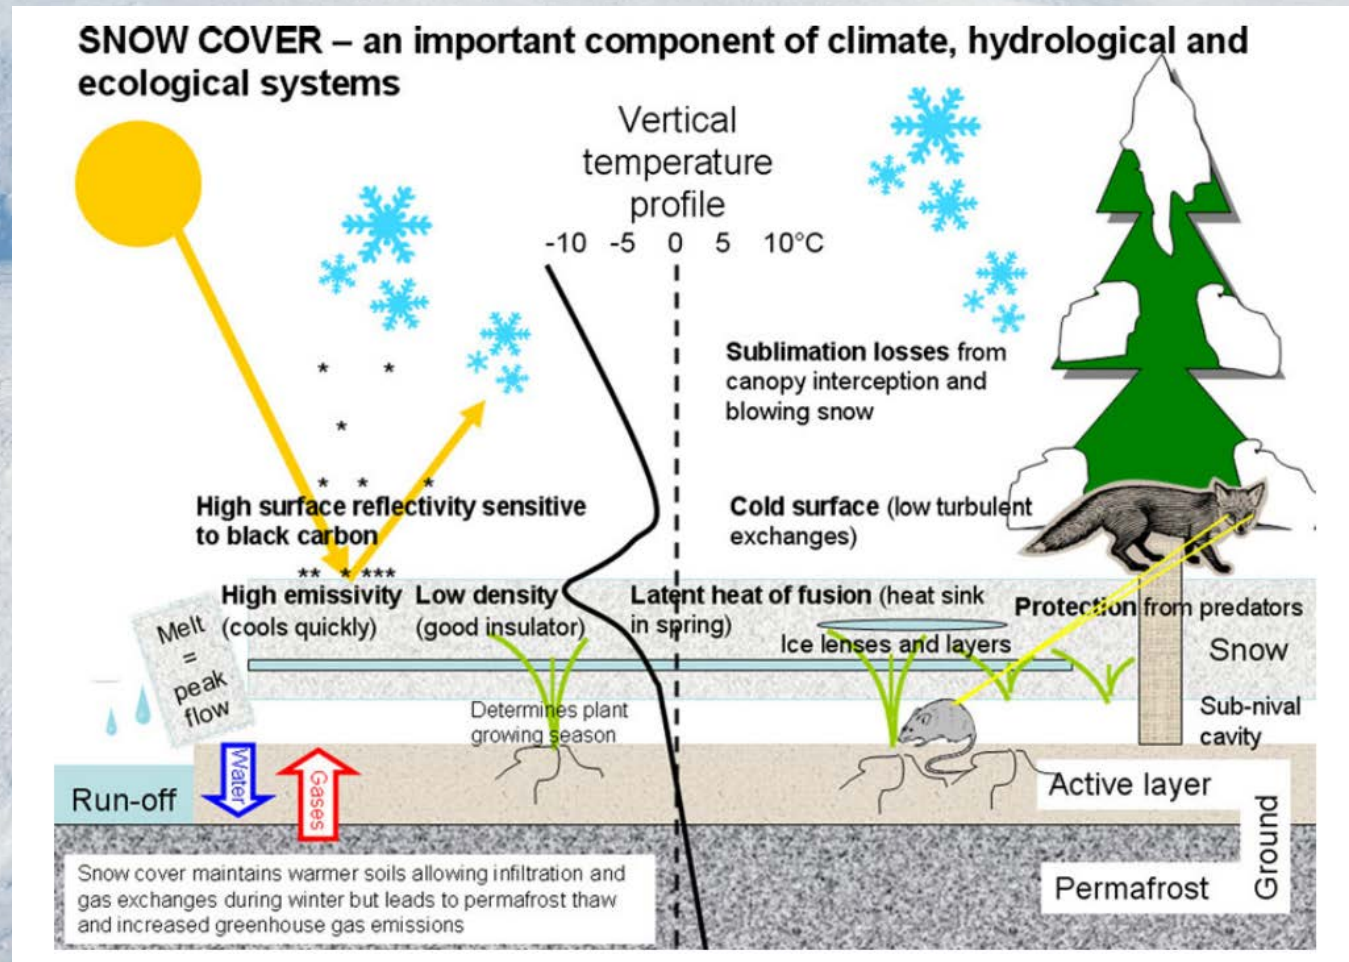 SNOW COVER – an important component of climate, hydrological and
ecological systems
Vertical
temperature
profile
-10 -5 0 5 10°C
Sublimation losses from
canopy interception and
blowing snow
High surface reflectivity sensitive
to black carbon
Cold surface (low turbulent
exchanges)
High emissivity
(cools quickly)
Low density
(good insulator)
Latent heat of fusion (heat sink
in spring)
Protection from predators
Ice lenses and layers
Snow
Melt
=
peak
flow
Determines plant
growing season
Sub-nival
cavity
Run-off
Water
Gases
Active layer
Permafrost
Ground
Snow cover maintains warmer soils allowing infiltration and
gas exchanges during winter but leads to permafrost thaw
and increased greenhouse gas emissions